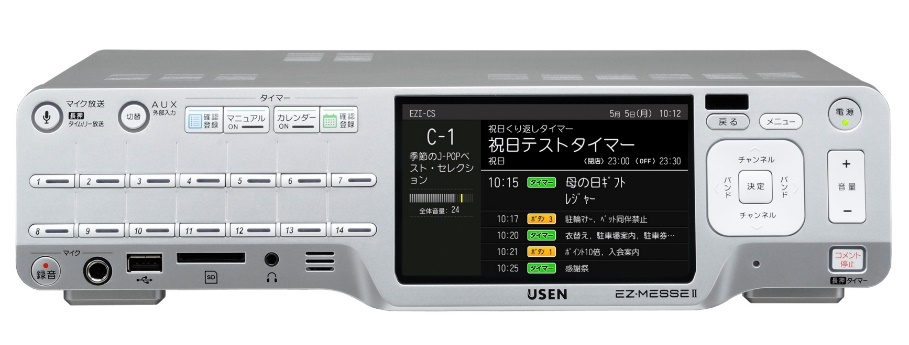 マイク放送
長押
タイムリー放送
切替
AUX
外部入力
タイマー
確認
登録
マニュアル
ON
カレンダー
ON
確認
登録
1 2 3 4 5 6 7
8 9 10 11 12 13 14
録音
マイク
SD
EZI-CS
5月 5日(月) 10:12
C-1
季節のJ-POPベ
スト・セレクシ
ョン
全体音量: 24
祝日くり返しタイマー
祝日テストタイマー
祝日
(開店) 23:00 (OFF) 23:30
10:15 タイマー 母の日ギフト
レジャー
10:17 ボタン 3 駐輪マナー、ペット同伴禁止
10:20 タイマー 衣替え、駐車場案内、駐車券…
10:21 ボタン 1 ポイント10倍、入会案内
10:25 タイマー 感謝祭
USEN
EZ-MESSE II
戻る
メニュー
電源
チャンネル
バンド
決定
バンド
チャンネル
+
音量
−
コメント
停止
長押 タイマー